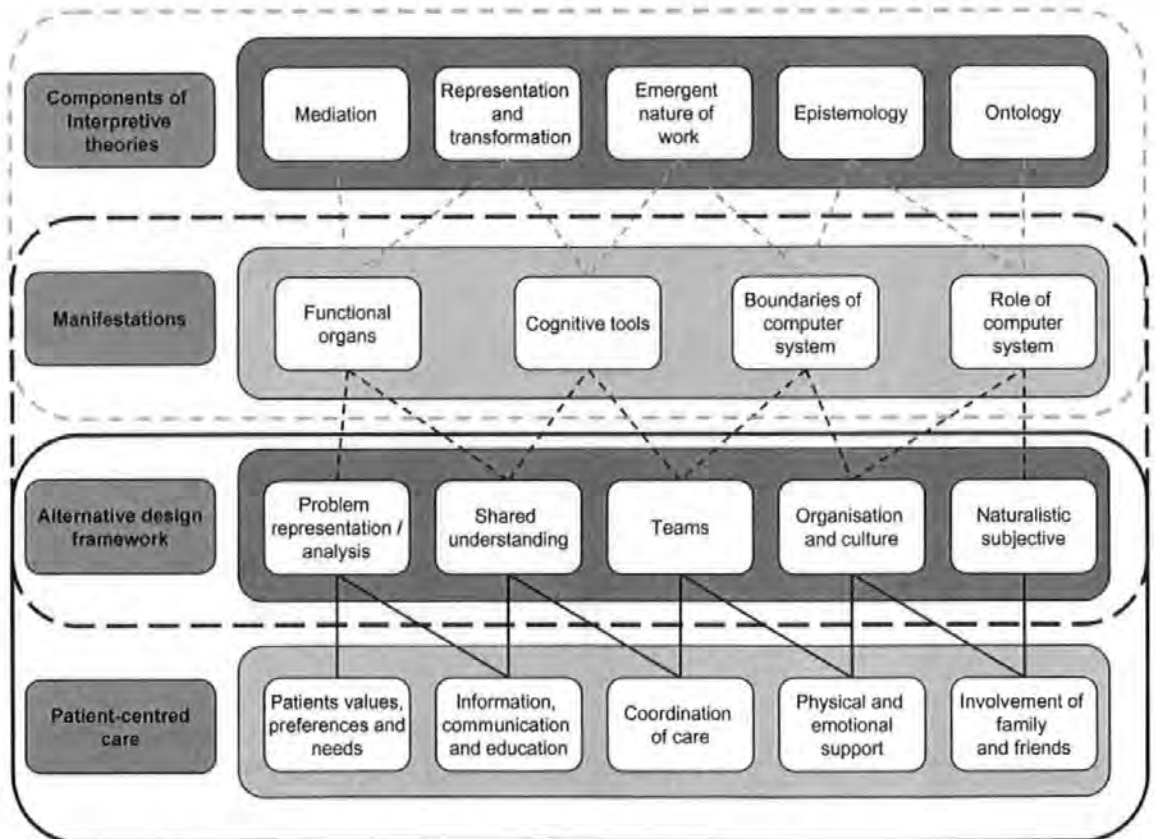 Components of
Interpretive
theories
Mediation
Representation
and
transformation
Emergent
nature of
work
Epistemology
Ontology
Manifestations
Functional
organs
Cognitive tools
Boundaries of
computer
system
Role of
computer
system
Alternative design
framework
Problem
representation /
analysis
Shared
understanding
Teams
Organisation
and culture
Naturalistic
subjective
Patient-centred
care
Patients values,
preferences and
needs
Information,
communication
and education
Coordination
of care
Physical and
emotional
support
Involvement of
family
and friends